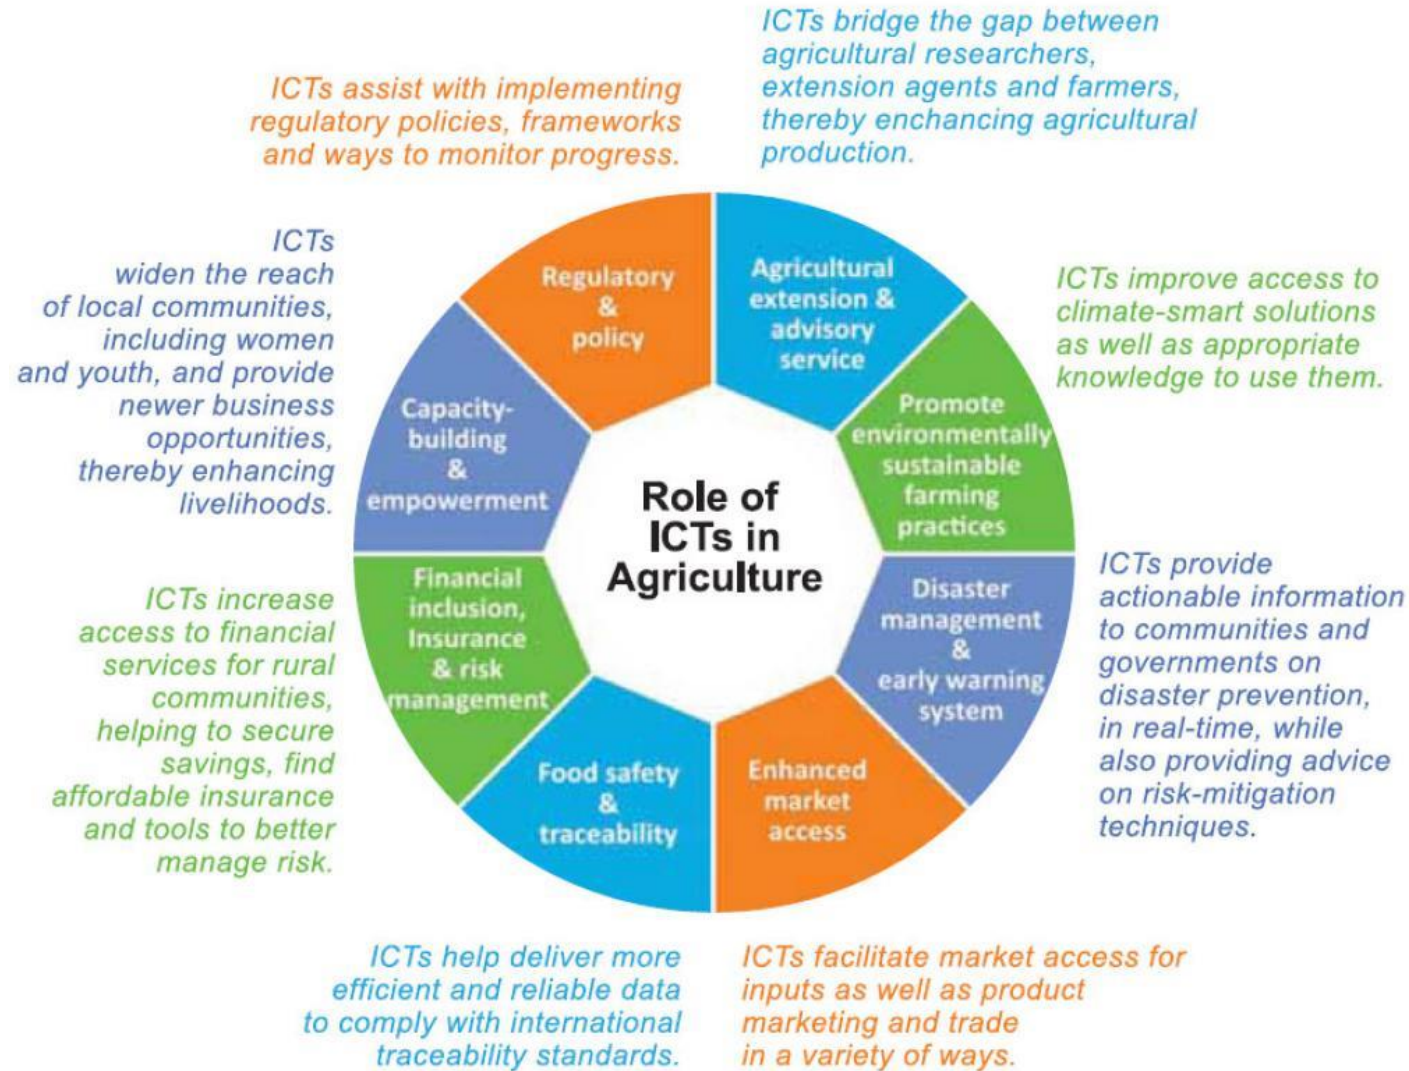 ICTs bridge the gap between
agricultural researchers,
extension agents and farmers,
thereby enchancing agricultural
production.
ICTs assist with implementing
regulatory policies, frameworks
and ways to monitor progress.
ICTs
widen the reach
of local communities,
including women
and youth, and provide
newer business
opportunities,
thereby enhancing
livelihoods.
ICTs improve access to
climate-smart solutions
as well as appropriate
knowledge to use them.
Regulatory
&
policy
Agricultural
extension &
advisory
service
Capacity-
building
&
empowerment
Promote
environmentally
sustainable
farming
practices
Role of
ICTs in
Agriculture
Financial
inclusion,
Insurance
& risk
management
Disaster
management
&
early warning
system
ICTs increase
access to financial
services for rural
communities,
helping to secure
savings, find
affordable insurance
and tools to better
manage risk.
ICTs provide
actionable information
to communities and
governments on
disaster prevention,
in real-time, while
also providing advice
on risk-mitigation
techniques.
Food safety
&
traceability
Enhanced
market
access
ICTs help deliver more
efficient and reliable data
to comply with international
traceability standards.
ICTs facilitate market access for
inputs as well as product
marketing and trade
in a variety of ways.